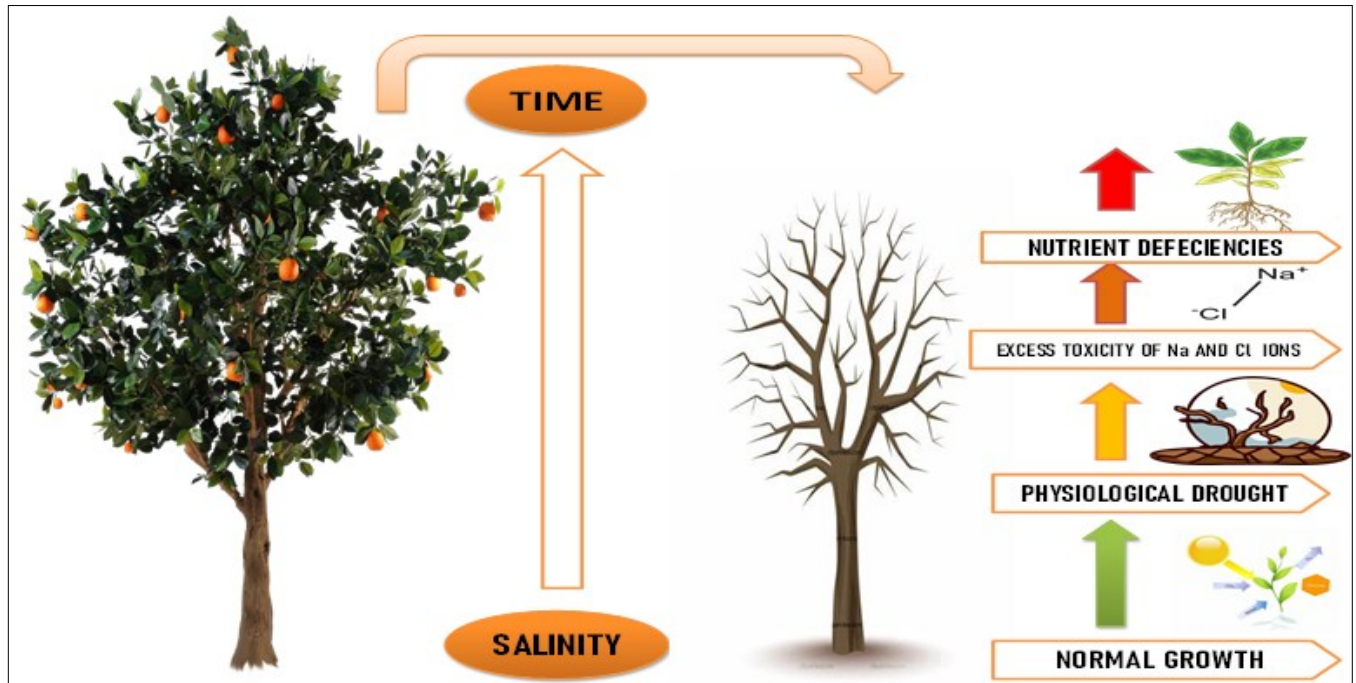 TIME
NUTRIENT DEFECIENCIES
Na⁺
⁻Cl
EXCESS TOXICITY OF Na AND CL IONS
PHYSIOLOGICAL DROUGHT
SALINITY
NORMAL GROWTH